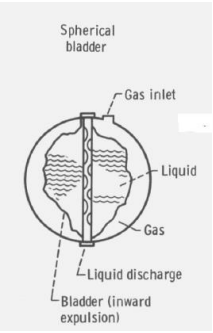 Spherical
bladder
Gas inlet
Liquid
Gas
Liquid discharge
Bladder (inward
expulsion)